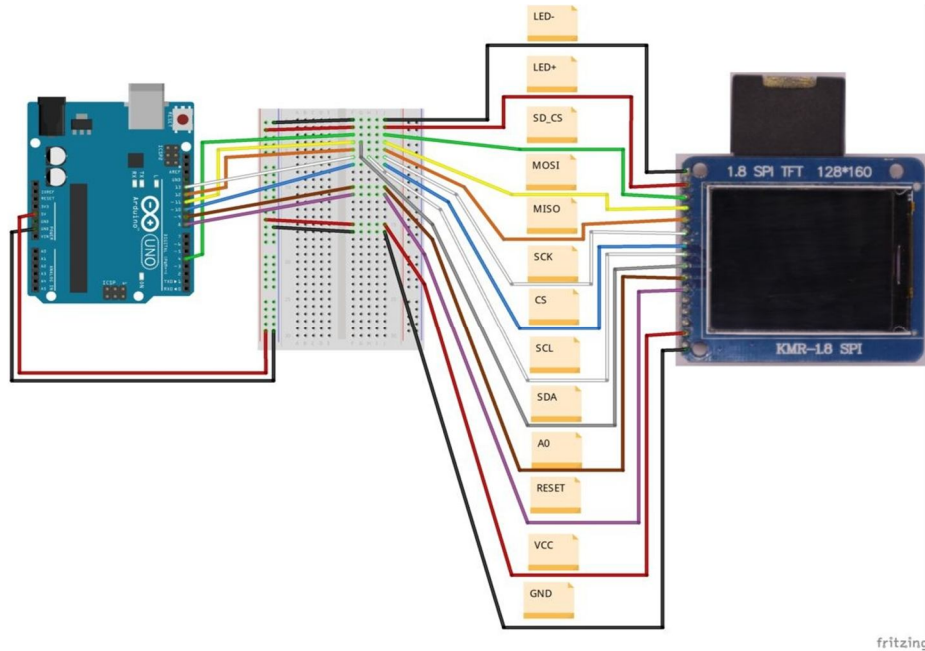 LED-
LED+
SD_CS
MOSI
MISO
SCK
CS
SCL
SDA
A0
RESET
VCC
GND
1.8 SPI TFT 128*160
KMR-1.8 SPI
Arduino
UNO
fritzing